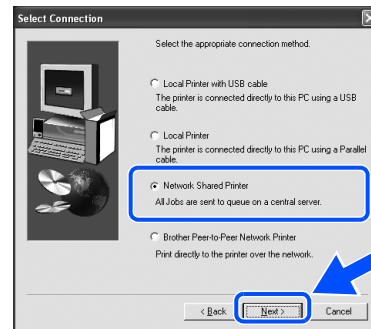 Select Connection
Select the appropriate connection method.
Local Printer with USB cable
The printer is connected directly to this PC using a USB
cable.
Local Printer
The printer is connected directly to this PC using a Parallel
cable.
Network Shared Printer
All Jobs are sent to queue on a central server.
Brother Peer-to-Peer Network Printer
Print directly to the printer over the network.
< Back Next > Cancel